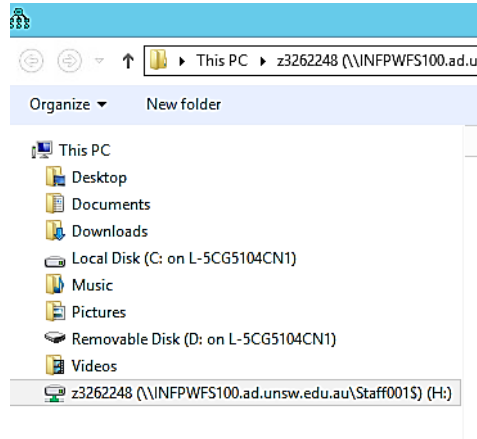 This PC ▸ z3262248 (\\INFPWFS100.ad.u
Organize ▾ New folder
This PC
Desktop
Documents
Downloads
Local Disk (C: on L-5CG5104CN1)
Music
Pictures
Removable Disk (D: on L-5CG5104CN1)
Videos
z3262248 (\\INFPWFS100.ad.unsw.edu.au\Staff001$) (H:)